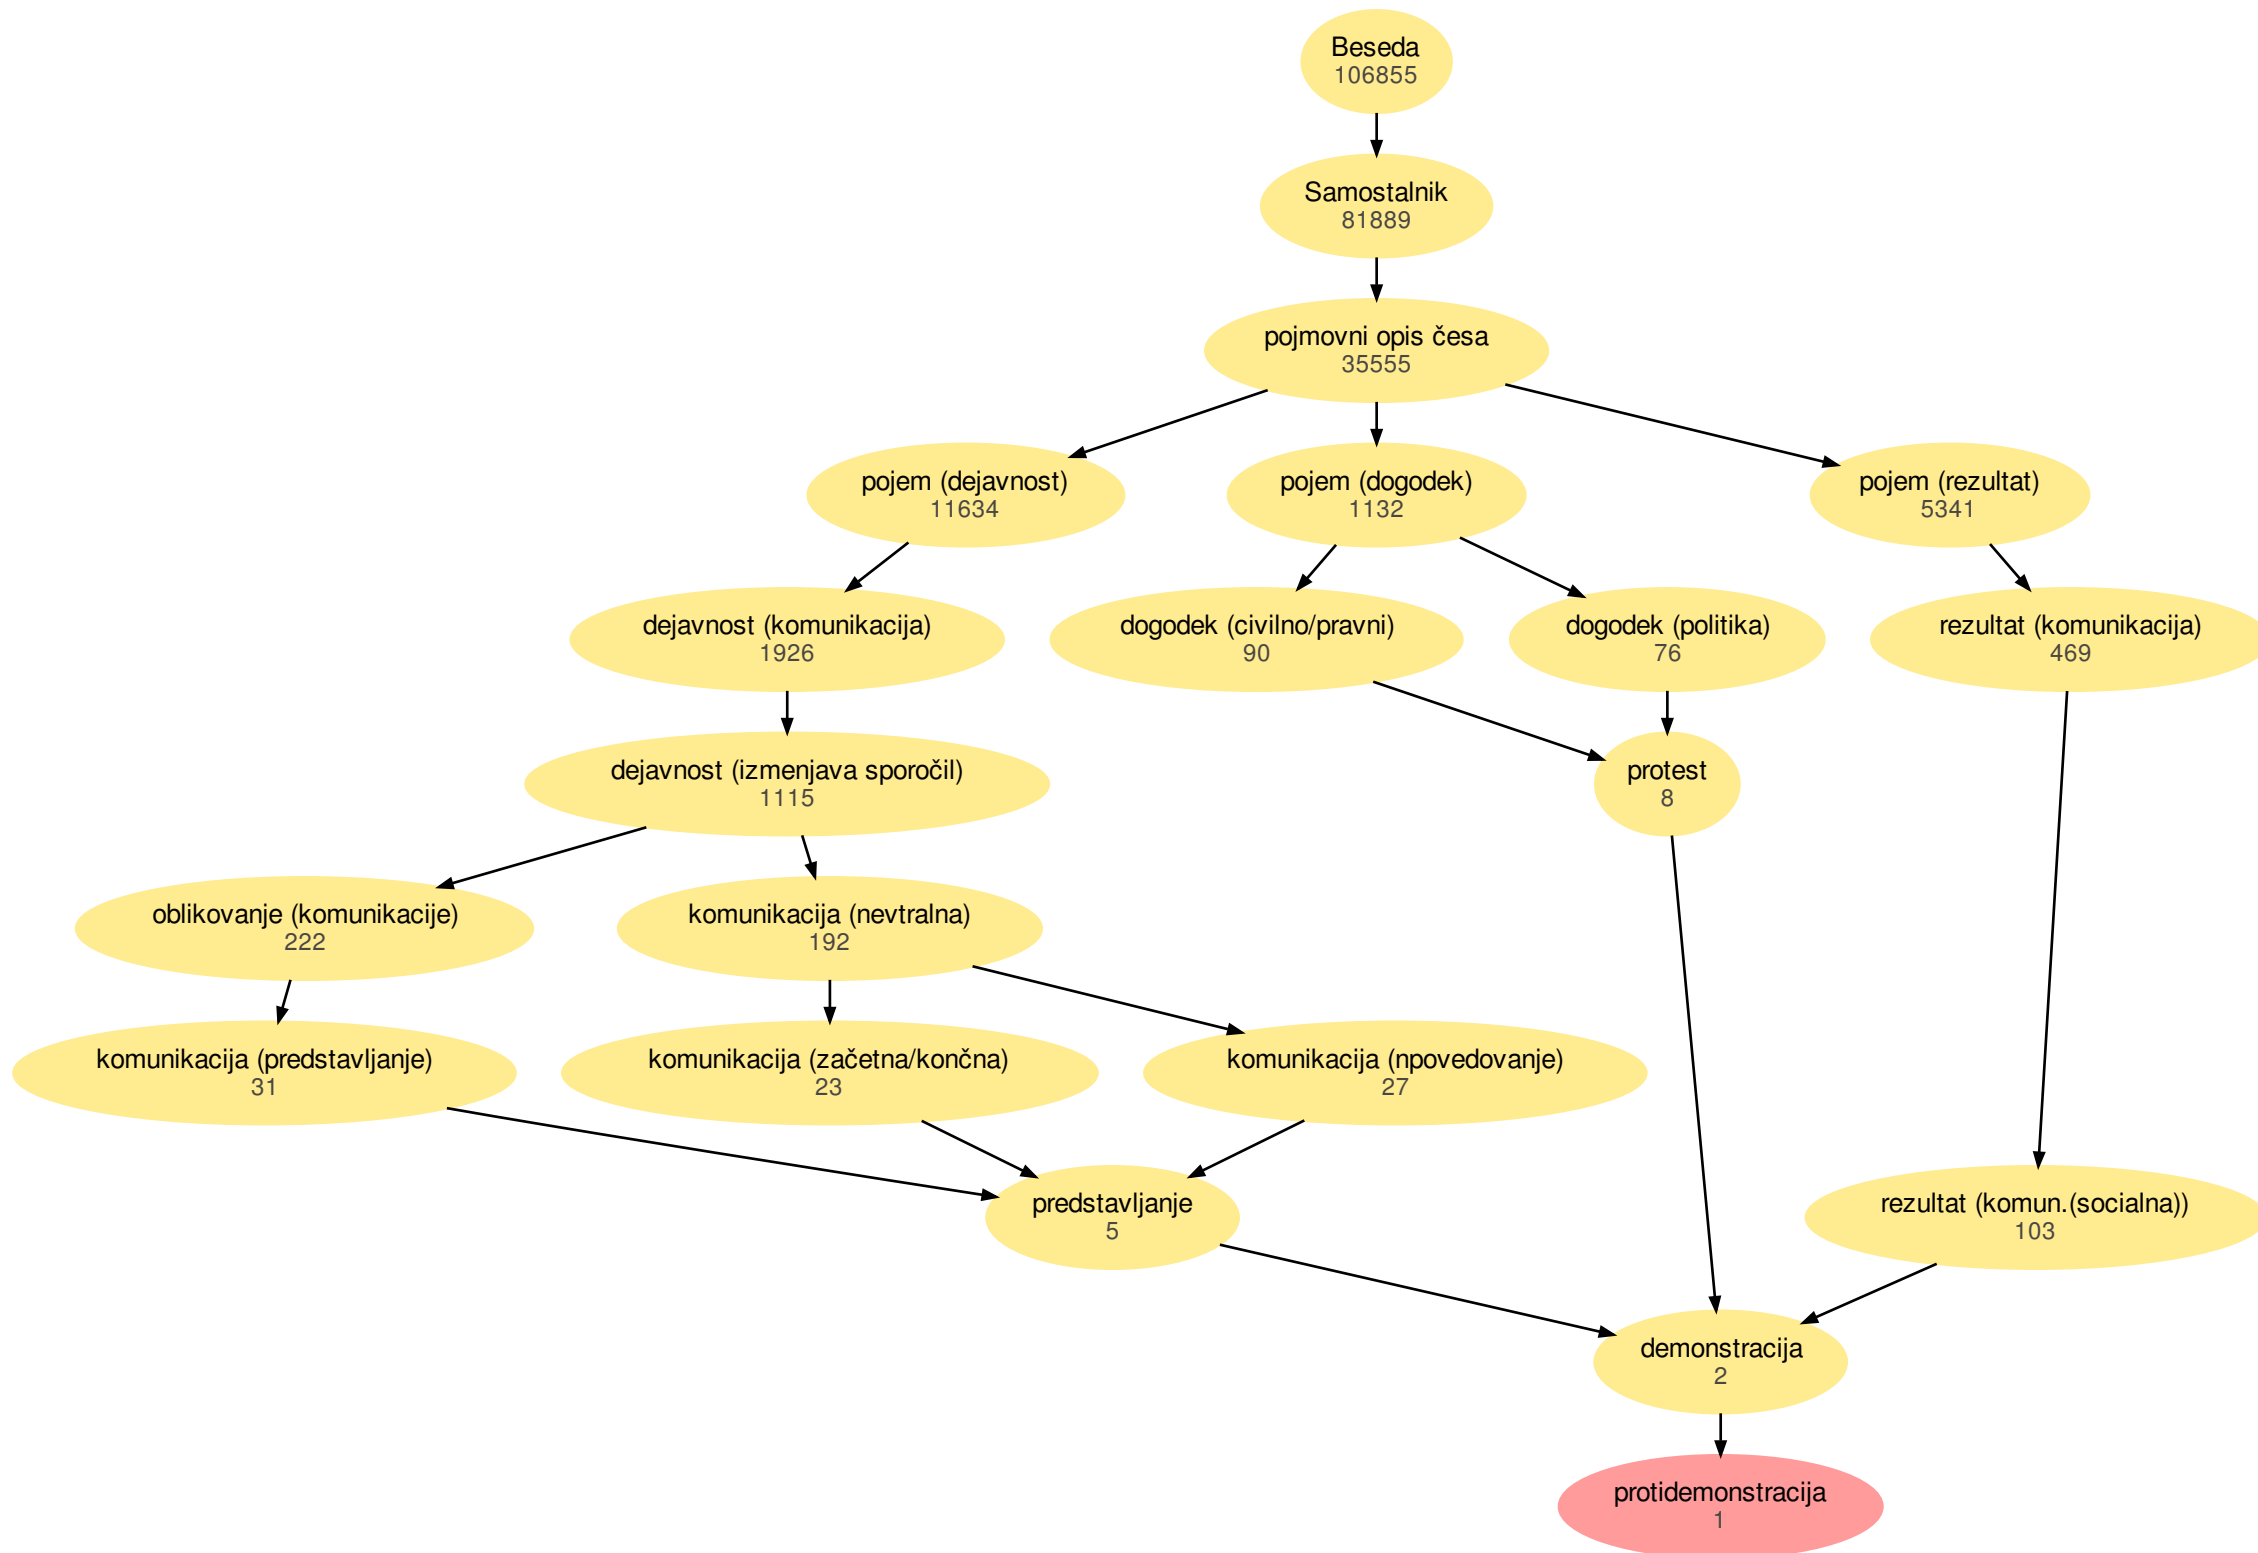 Beseda
106855
Samostalnik
81889
pojmovni opis česa
35555
pojem (dejavnost)
11634
pojem (dogodek)
1132
pojem (rezultat)
5341
dejavnost (komunikacija)
1926
dogodek (civilno/pravni)
90
dogodek (politika)
76
rezultat (komunikacija)
469
dejavnost (izmenjava sporočil)
1115
protest
8
oblikovanje (komunikacije)
222
komunikacija (nevtralna)
192
komunikacija (predstavljanje)
31
komunikacija (začetna/končna)
23
komunikacija (npovedovanje)
27
predstavljanje
5
rezultat (komun.(socialna))
103
demonstracija
2
protidemonstracija
1